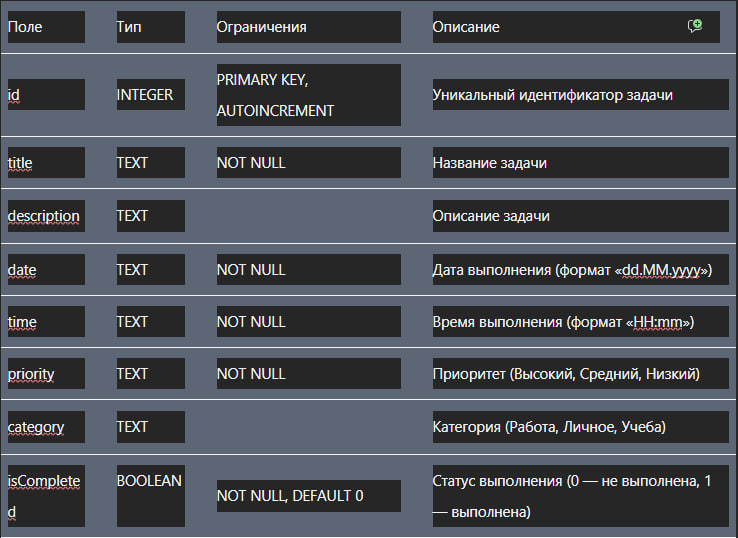 Поле Тип Ограничения Описание
id INTEGER PRIMARY KEY, AUTOINCREMENT Уникальный идентификатор задачи
title TEXT NOT NULL Название задачи
description TEXT Описание задачи
date TEXT NOT NULL Дата выполнения (формат «dd.MM.yyyy»)
time TEXT NOT NULL Время выполнения (формат «HH:mm»)
priority TEXT NOT NULL Приоритет (Высокий, Средний, Низкий)
category TEXT Категория (Работа, Личное, Учеба)
isCompleted BOOLEAN NOT NULL, DEFAULT 0 Статус выполнения (0 — не выполнена, 1 — выполнена)